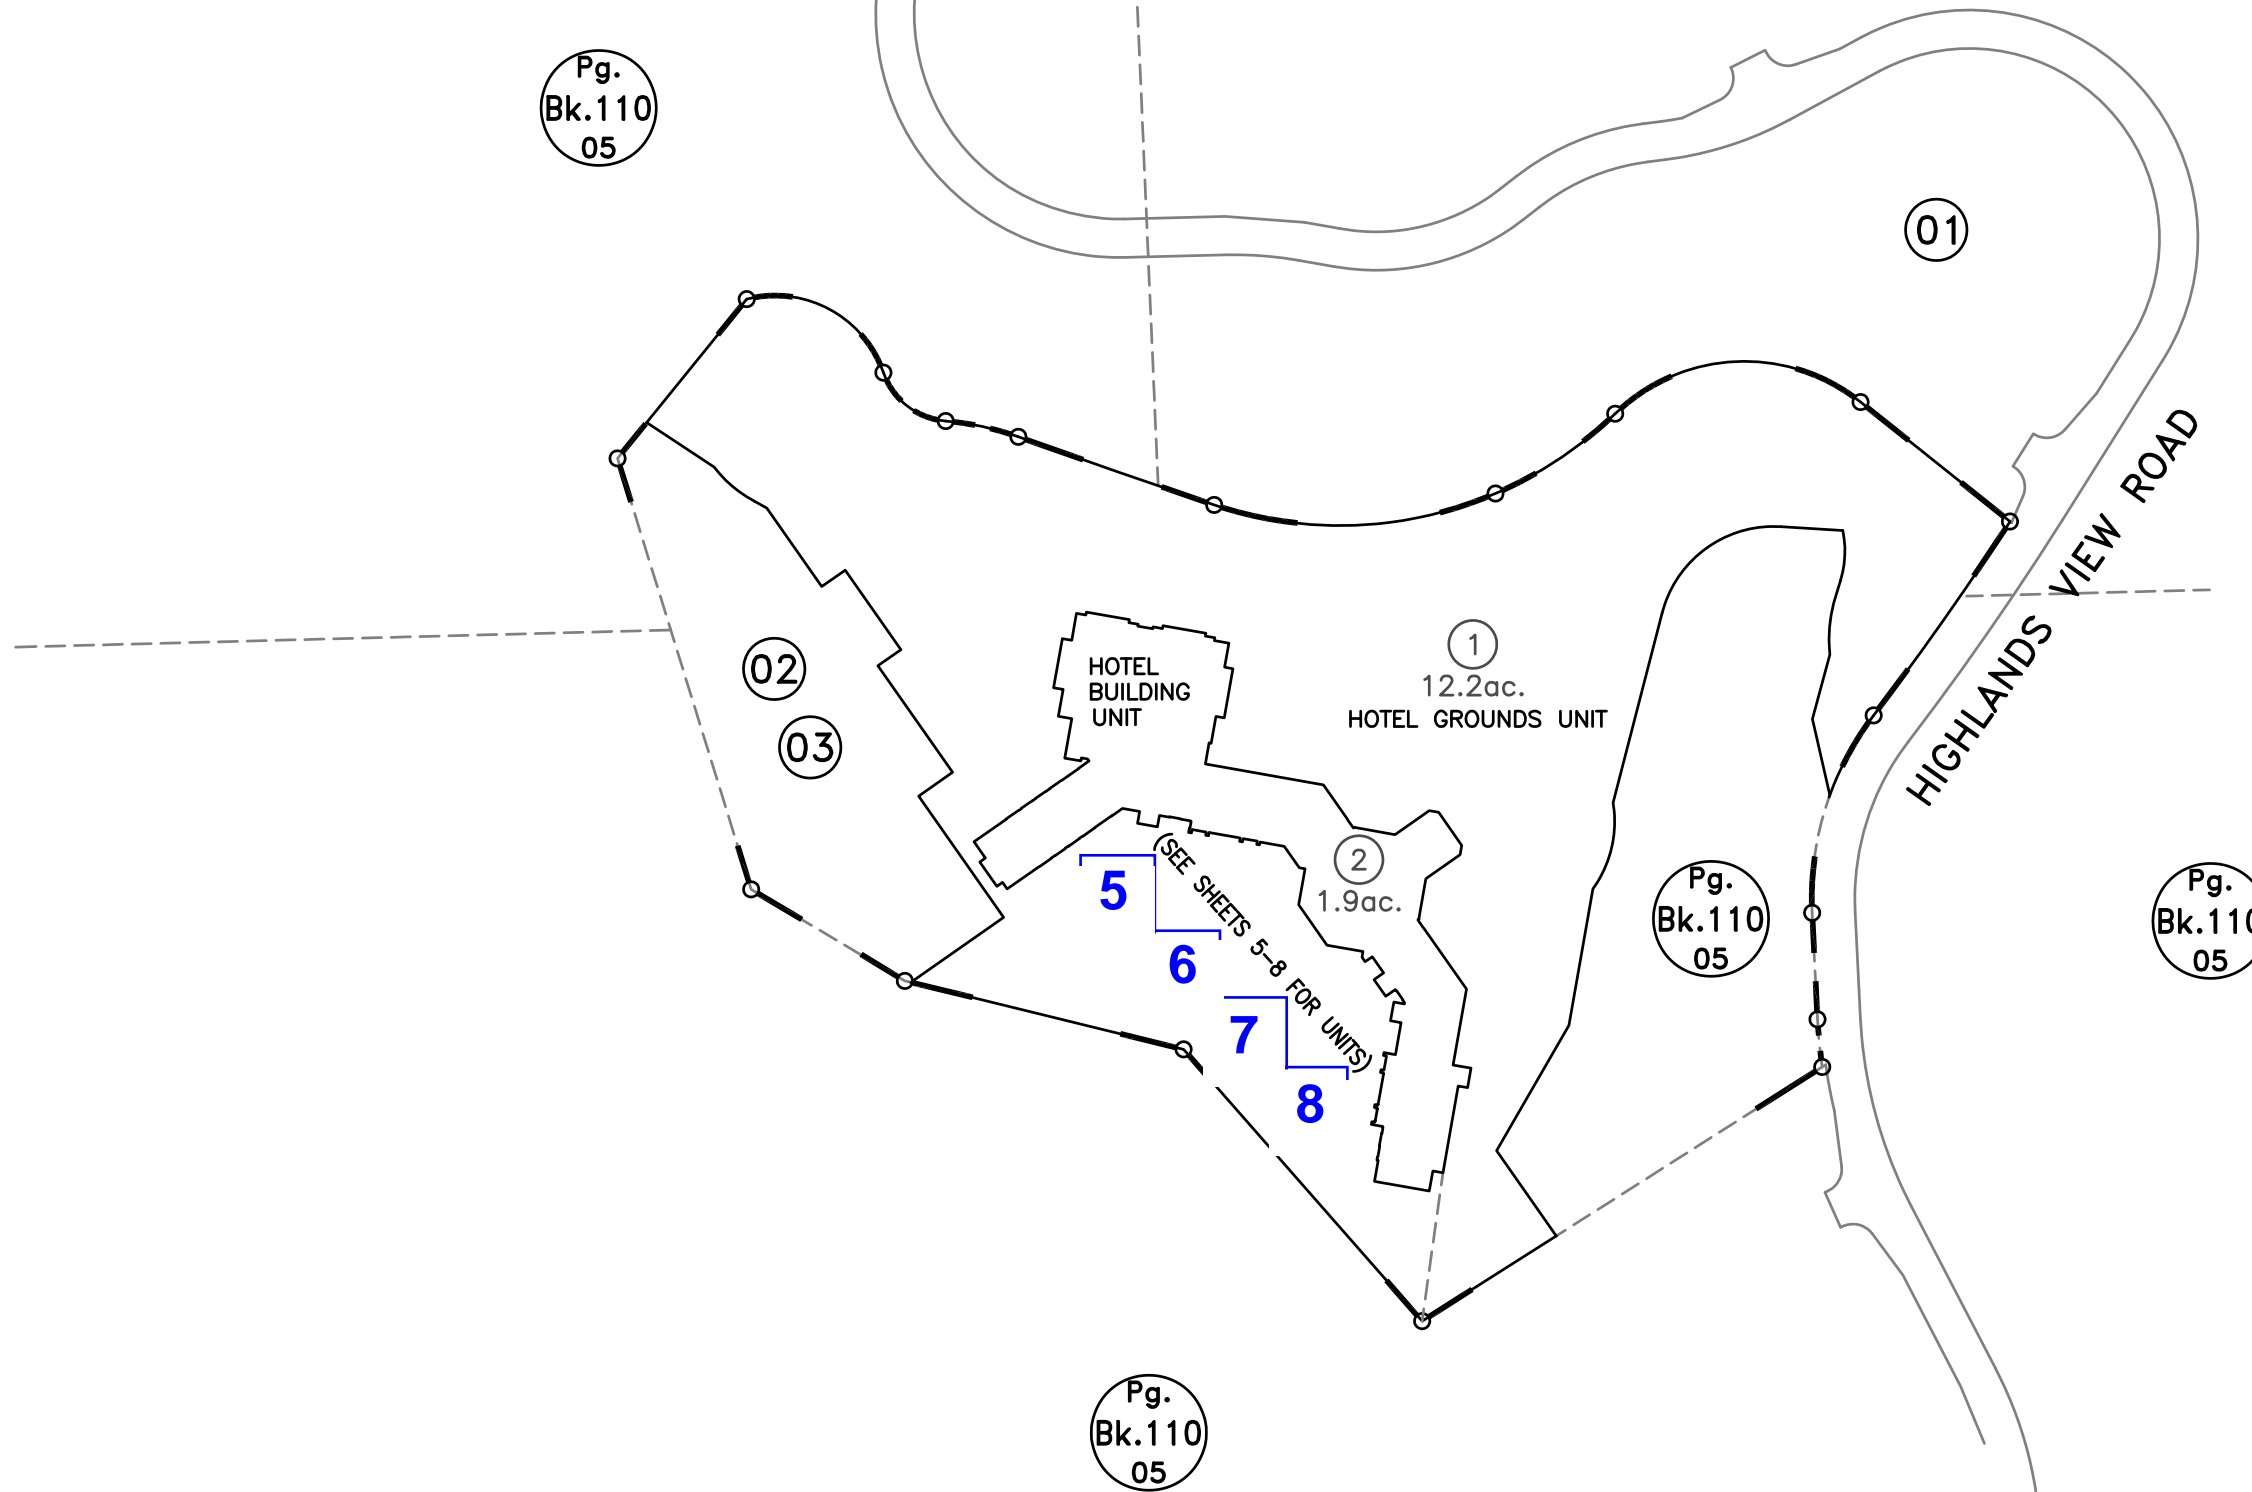 Pg.
Bk.110
05
01
HIGHLANDS VIEW ROAD
02
03
HOTEL
BUILDING
UNIT
1
12.2ac.
HOTEL GROUNDS UNIT
2
1.9ac.
(SEE SHEETS 5-8 FOR UNITS)
5
6
7
8
Pg.
Bk.110
05
Pg.
Bk.110
05
Pg.
Bk.110
05